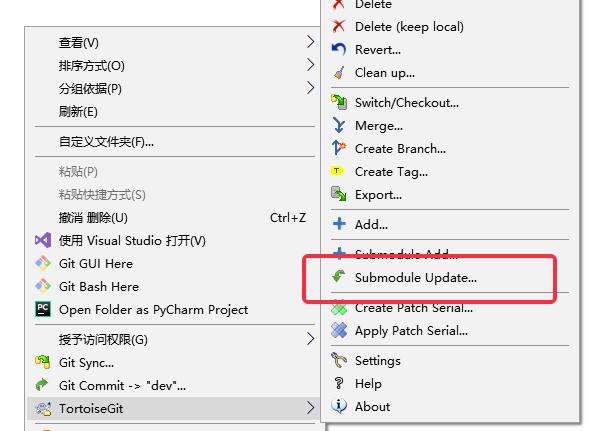 查看(V)
排序方式(O)
分组依据(P)
刷新(E)
自定义文件夹(F)...
粘贴(P)
粘贴快捷方式(S)
撤消 删除(U) Ctrl+Z
使用 Visual Studio 打开(V)
Git GUI Here
Git Bash Here
Open Folder as PyCharm Project
授予访问权限(G)
Git Sync...
Git Commit -> "dev"...
TortoiseGit
Delete
Delete (keep local)
Revert...
Clean up...
Switch/Checkout...
Merge...
Create Branch...
Create Tag...
Export...
Add...
Submodule Add...
Submodule Update...
Create Patch Serial...
Apply Patch Serial...
Settings
Help
About